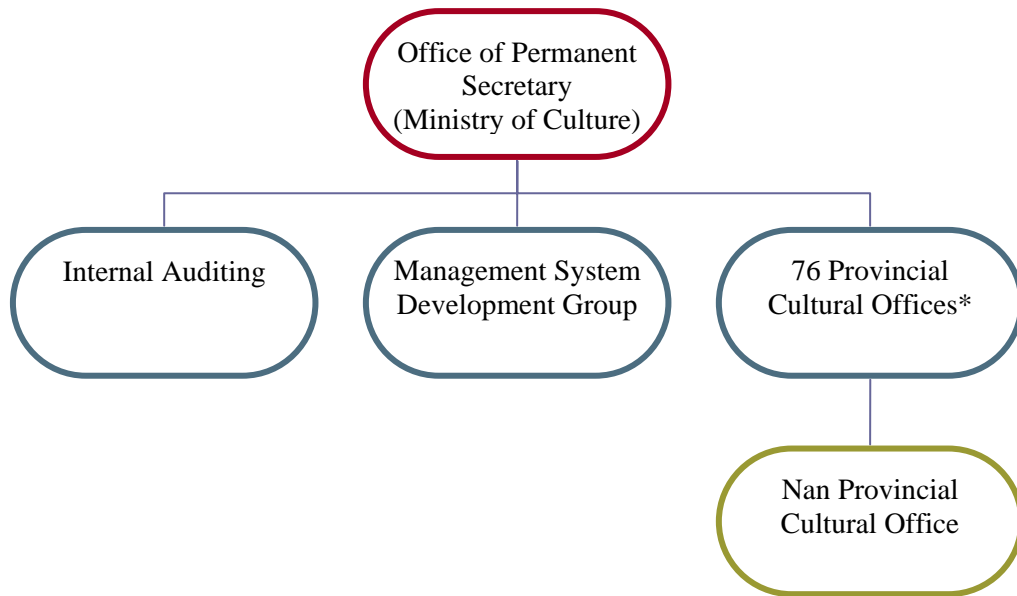 Office of Permanent
Secretary
(Ministry of Culture)
Internal Auditing
Management System
Development Group
76 Provincial
Cultural Offices*
Nan Provincial
Cultural Office